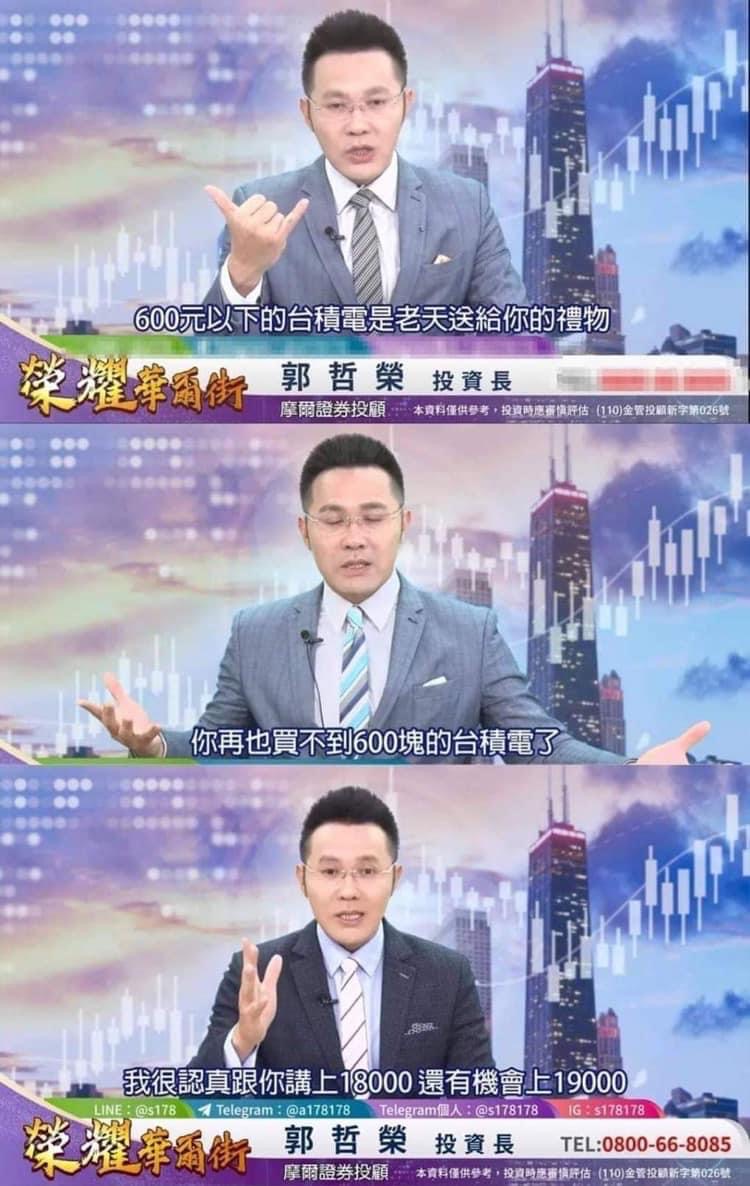 600元以下的台積電是老天送給你的禮物
榮耀華爾街
郭哲榮 投資長
摩爾證券投顧 本資料僅供參考，投資時應審慎評估 (110)金管投顧新字第026號
你再也買不到600塊的台積電了
我很認真跟你講上18000 還有機會上19000
LINE：@s178 Telegram：@a178178 Telegram個人：@s178178 IG：s178178
榮耀華爾街
郭哲榮 投資長 TEL:0800-66-8085
摩爾證券投顧 本資料僅供參考，投資時應審慎評估 (110)金管投顧新字第026號